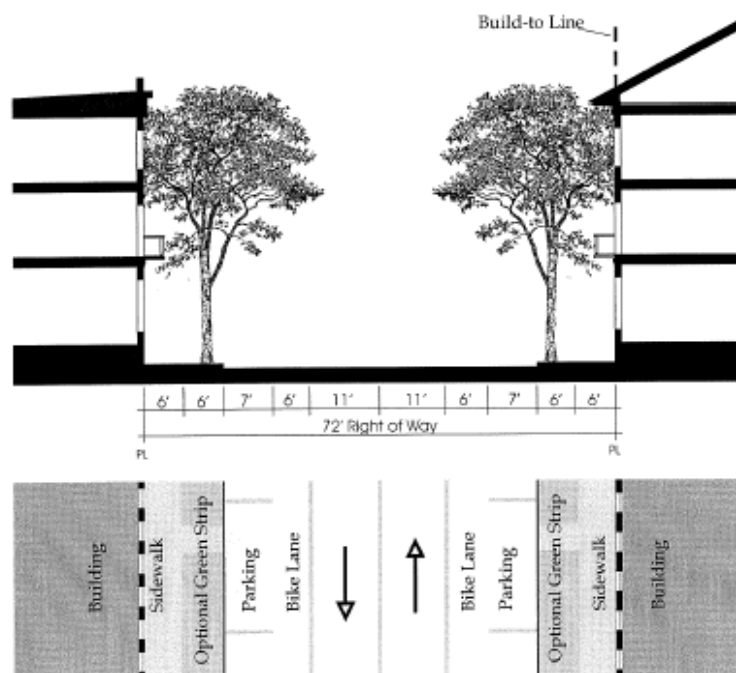 Build-to Line
6' 6' 7' 6' 11' 11' 6' 7' 6' 6'
72' Right of Way
PL PL
Building
Sidewalk
Optional Green Strip
Parking
Bike Lane
Bike Lane
Parking
Optional Green Strip
Sidewalk
Building